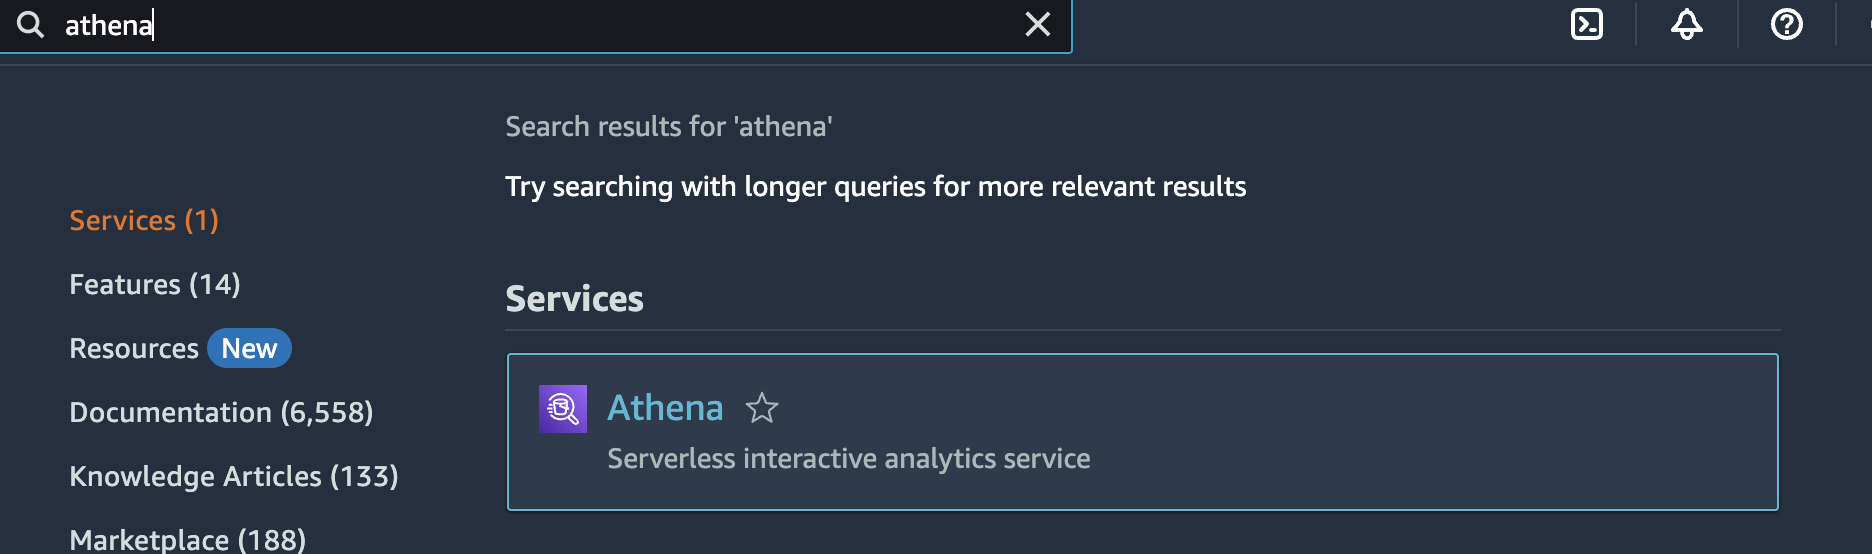 athena
Search results for 'athena'
Try searching with longer queries for more relevant results
Services (1)
Features (14)
Resources New
Documentation (6,558)
Knowledge Articles (133)
Marketplace (188)
Services
Athena
Serverless interactive analytics service